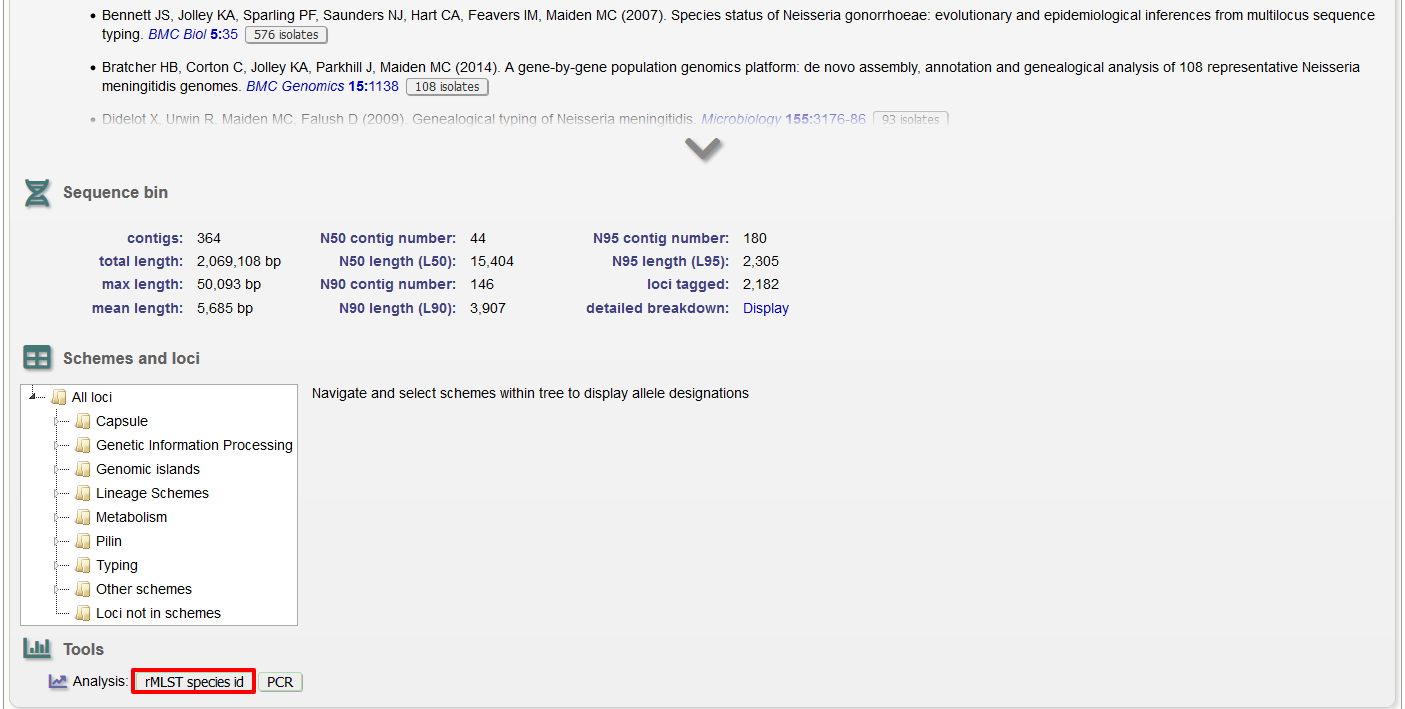 • Bennett JS, Jolley KA, Sparling PF, Saunders NJ, Hart CA, Feavers IM, Maiden MC (2007). Species status of Neisseria gonorrhoeae: evolutionary and epidemiological inferences from multilocus sequence
typing. BMC Biol 5:35 576 isolates
• Bratcher HB, Corton C, Jolley KA, Parkhill J, Maiden MC (2014). A gene-by-gene population genomics platform: de novo assembly, annotation and genealogical analysis of 108 representative Neisseria
meningitidis genomes. BMC Genomics 15:1138 108 isolates
• Didelot X, Urwin R, Maiden MC, Falush D (2009). Genealogical typing of Neisseria meningitidis. Microbiology 155:3176-86 93 isolates
Sequence bin
contigs: 364 N50 contig number: 44 N95 contig number: 180
total length: 2,069,108 bp N50 length (L50): 15,404 N95 length (L95): 2,305
max length: 50,093 bp N90 contig number: 146 loci tagged: 2,182
mean length: 5,685 bp N90 length (L90): 3,907 detailed breakdown: Display
Schemes and loci
All loci
Capsule
Genetic Information Processing
Genomic islands
Lineage Schemes
Metabolism
Pilin
Typing
Other schemes
Loci not in schemes
Navigate and select schemes within tree to display allele designations
Tools
Analysis: rMLST species id PCR